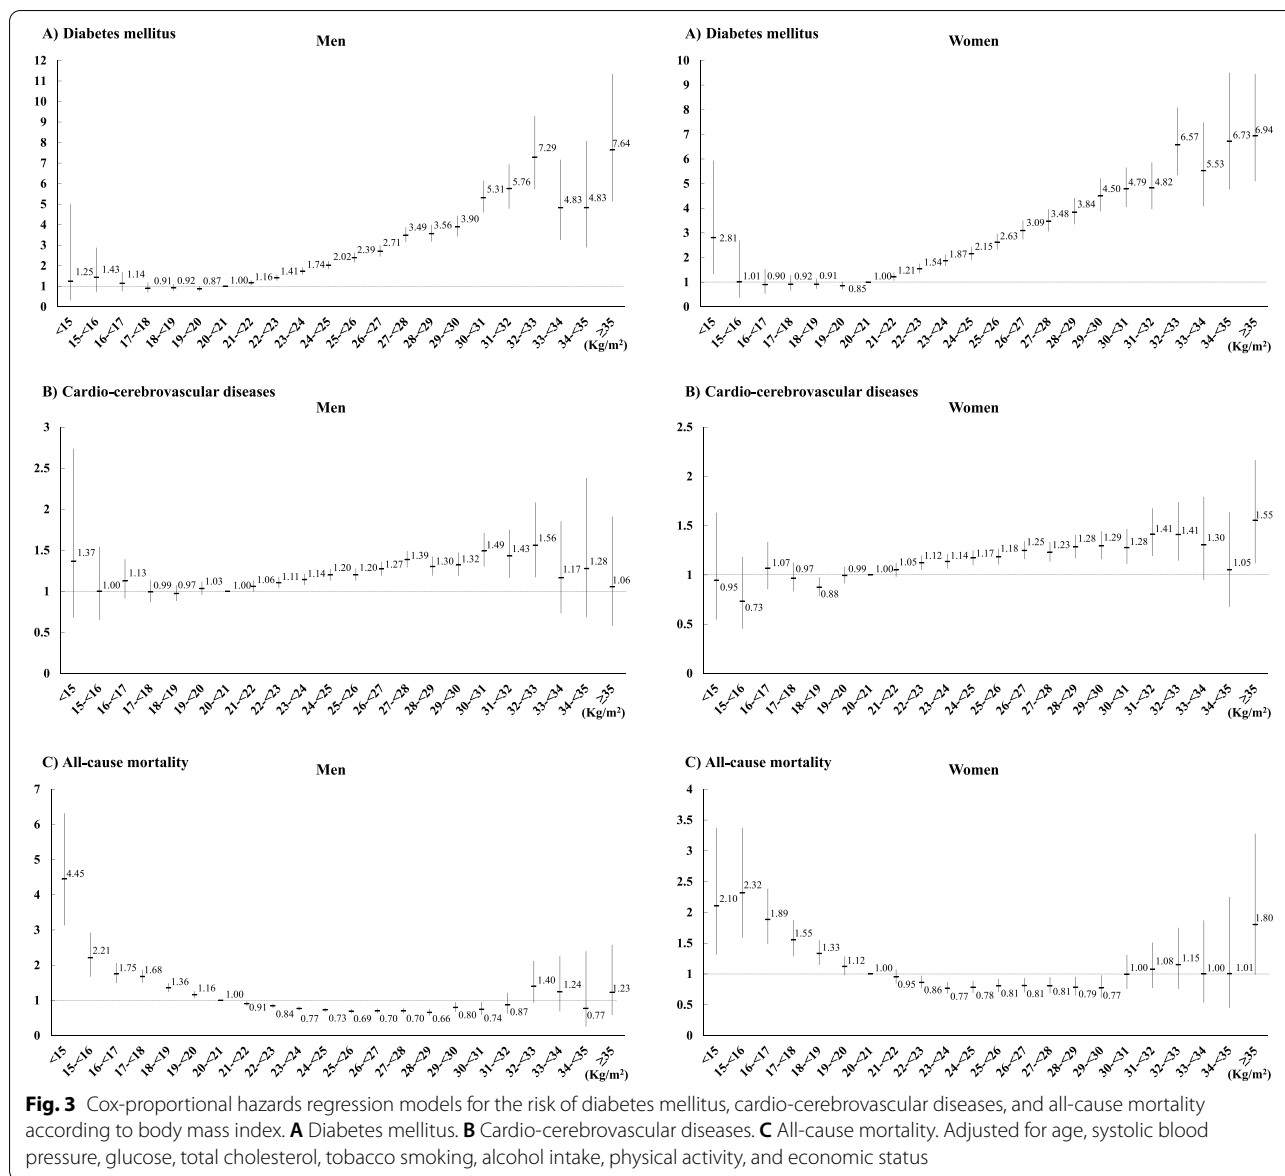 A) Diabetes mellitus
Men
12
11
10
9
8
7
6
5
4
3
2
1
0
1.25 1.43 1.14 0.91 0.92 0.87 1.00 1.16 1.41 1.74 2.02 2.39 2.71 3.49 3.56 3.90 5.31 5.76 7.29 4.83 4.83 7.64
<15 15~<16 16~<17 17~<18 18~<19 19~<20 20~<21 21~<22 22~<23 23~<24 24~<25 25~<26 26~<27 27~<28 28~<29 29~<30 30~<31 31~<32 32~<33 33~<34 34~<35 ≥35
(Kg/m²)
A) Diabetes mellitus
Women
10
9
8
7
6
5
4
3
2
1
0
2.81 1.01 0.90 0.92 0.91 0.85 1.00 1.21 1.54 1.87 2.15 2.63 3.09 3.48 3.84 4.50 4.79 4.82 6.57 5.53 6.73 6.94
<15 15~<16 16~<17 17~<18 18~<19 19~<20 20~<21 21~<22 22~<23 23~<24 24~<25 25~<26 26~<27 27~<28 28~<29 29~<30 30~<31 31~<32 32~<33 33~<34 34~<35 ≥35
(Kg/m²)
B) Cardio-cerebrovascular diseases
Men
3
2.5
2
1.5
1
0.5
0
1.37 1.00 1.13 0.99 0.97 1.03 1.00 1.06 1.11 1.14 1.20 1.20 1.27 1.39 1.30 1.32 1.49 1.43 1.56 1.17 1.28 1.06
<15 15~<16 16~<17 17~<18 18~<19 19~<20 20~<21 21~<22 22~<23 23~<24 24~<25 25~<26 26~<27 27~<28 28~<29 29~<30 30~<31 31~<32 32~<33 33~<34 34~<35 ≥35
(Kg/m²)
B) Cardio-cerebrovascular diseases
Women
2.5
2
1.5
1
0.5
0
0.95 0.73 1.07 0.97 0.88 0.99 1.00 1.05 1.12 1.14 1.17 1.18 1.25 1.23 1.28 1.29 1.28 1.41 1.41 1.30 1.05 1.55
<15 15~<16 16~<17 17~<18 18~<19 19~<20 20~<21 21~<22 22~<23 23~<24 24~<25 25~<26 26~<27 27~<28 28~<29 29~<30 30~<31 31~<32 32~<33 33~<34 34~<35 ≥35
(Kg/m²)
C) All-cause mortality
Men
7
6
5
4
3
2
1
0
4.45 2.21 1.75 1.68 1.36 1.16 1.00 0.91 0.84 0.77 0.73 0.69 0.70 0.70 0.66 0.80 0.74 0.87 1.40 1.24 0.77 1.23
<15 15~<16 16~<17 17~<18 18~<19 19~<20 20~<21 21~<22 22~<23 23~<24 24~<25 25~<26 26~<27 27~<28 28~<29 29~<30 30~<31 31~<32 32~<33 33~<34 34~<35 ≥35
(Kg/m²)
C) All-cause mortality
Women
4
3.5
3
2.5
2
1.5
1
0.5
0
2.10 2.32 1.89 1.55 1.33 1.12 1.00 0.95 0.86 0.77 0.78 0.81 0.81 0.81 0.79 0.77 1.00 1.08 1.15 1.00 1.01 1.80
<15 15~<16 16~<17 17~<18 18~<19 19~<20 20~<21 21~<22 22~<23 23~<24 24~<25 25~<26 26~<27 27~<28 28~<29 29~<30 30~<31 31~<32 32~<33 33~<34 34~<35 ≥35
(Kg/m²)
Fig. 3 Cox-proportional hazards regression models for the risk of diabetes mellitus, cardio-cerebrovascular diseases, and all-cause mortality
according to body mass index. A Diabetes mellitus. B Cardio-cerebrovascular diseases. C All-cause mortality. Adjusted for age, systolic blood
pressure, glucose, total cholesterol, tobacco smoking, alcohol intake, physical activity, and economic status